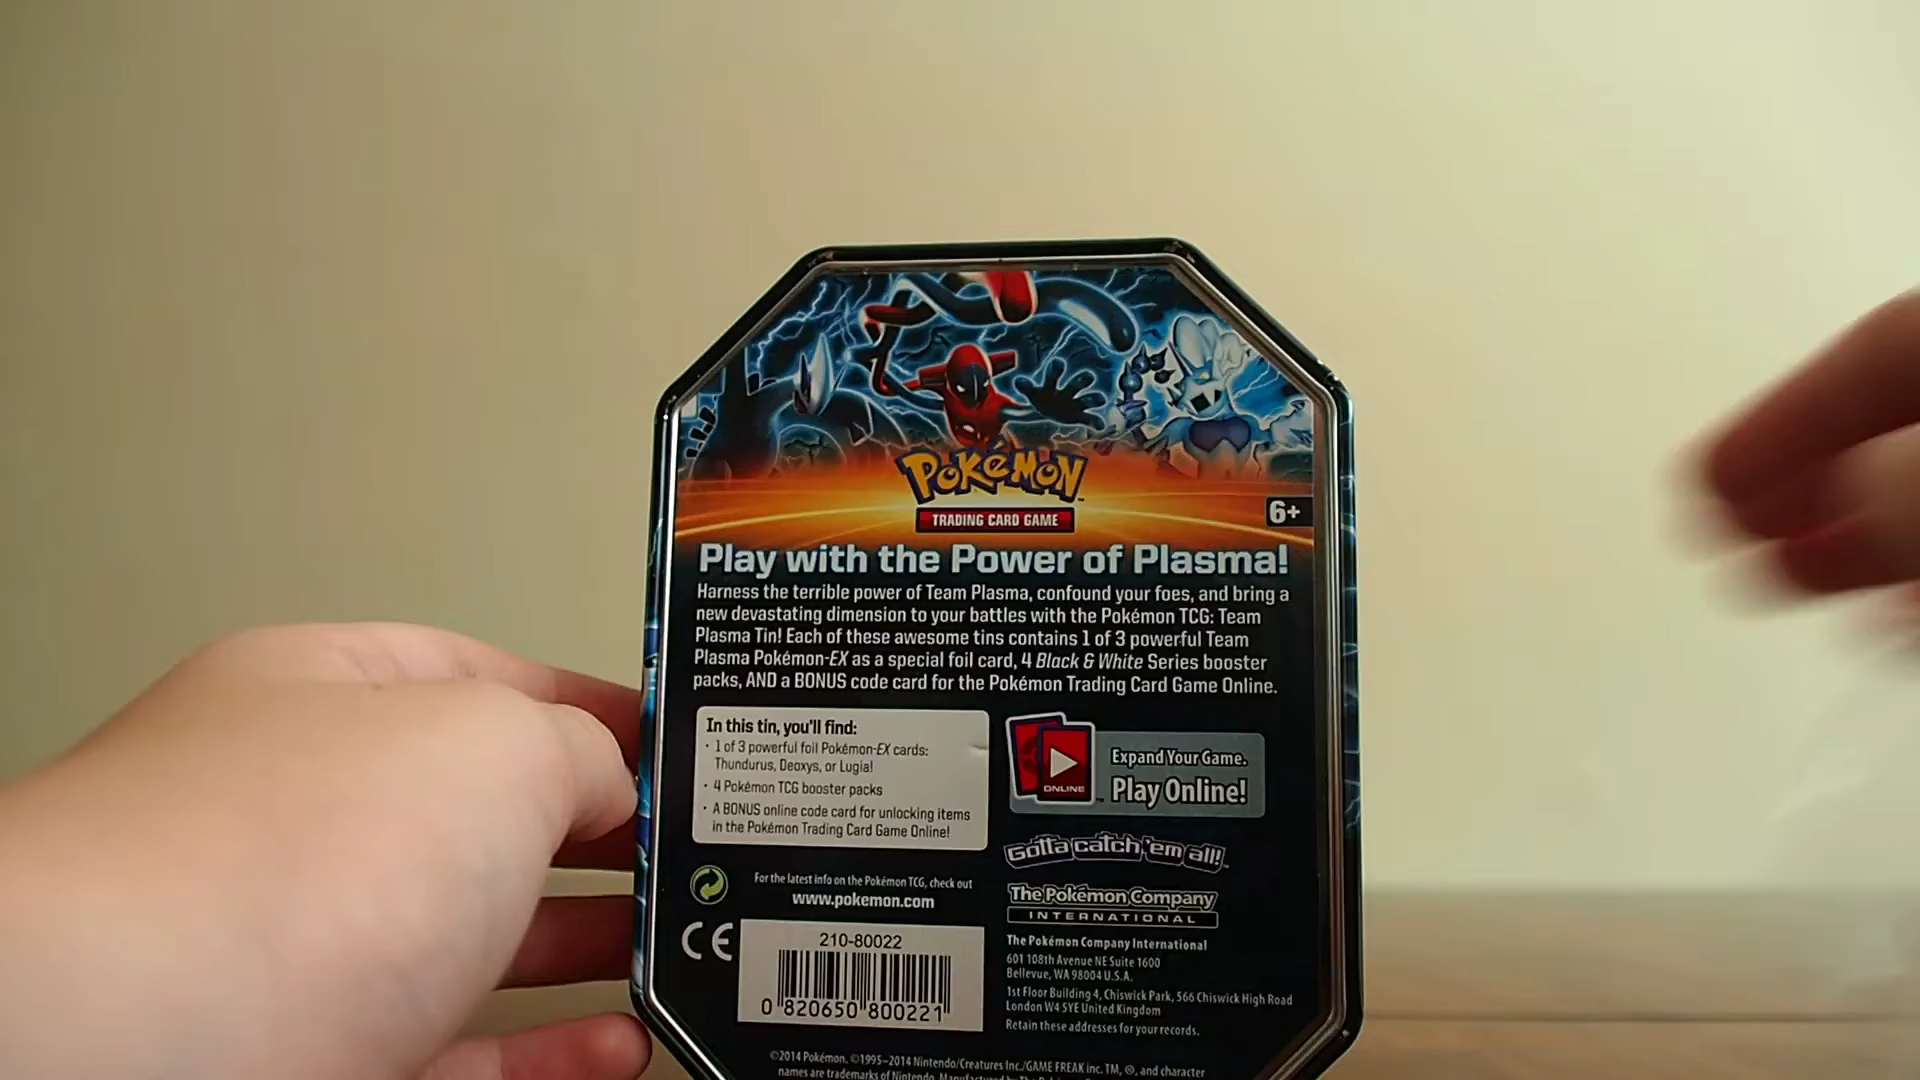 POKéMON
TRADING CARD GAME
6+
Play with the Power of Plasma!
Harness the terrible power of Team Plasma, confound your foes, and bring a
new devastating dimension to your battles with the Pokémon TCG: Team
Plasma Tin! Each of these awesome tins contains 1 of 3 powerful Team
Plasma Pokémon-EX as a special foil card, 4 Black & White Series booster
packs, AND a BONUS code card for the Pokémon Trading Card Game Online.
In this tin, you'll find:
· 1 of 3 powerful foil Pokémon-EX cards:
Thundurus, Deoxys, or Lugia!
· 4 Pokémon TCG booster packs
· A BONUS online code card for unlocking items
in the Pokémon Trading Card Game Online!
ONLINE
Expand Your Game.
Play Online!
Gotta catch 'em all!
For the latest info on the Pokémon TCG, check out
www.pokemon.com
The Pokémon Company
INTERNATIONAL
CE
210-80022
0 820650 800221
The Pokémon Company International
601 108th Avenue NE Suite 1600
Bellevue, WA 98004 U.S.A.
1st Floor Building 4, Chiswick Park, 566 Chiswick High Road
London W4 5YE United Kingdom
Retain these addresses for your records.
©2014 Pokémon. ©1995–2014 Nintendo/Creatures Inc./GAME FREAK inc. TM, ®, and character
names are trademarks of Nintendo. Manufactured by The